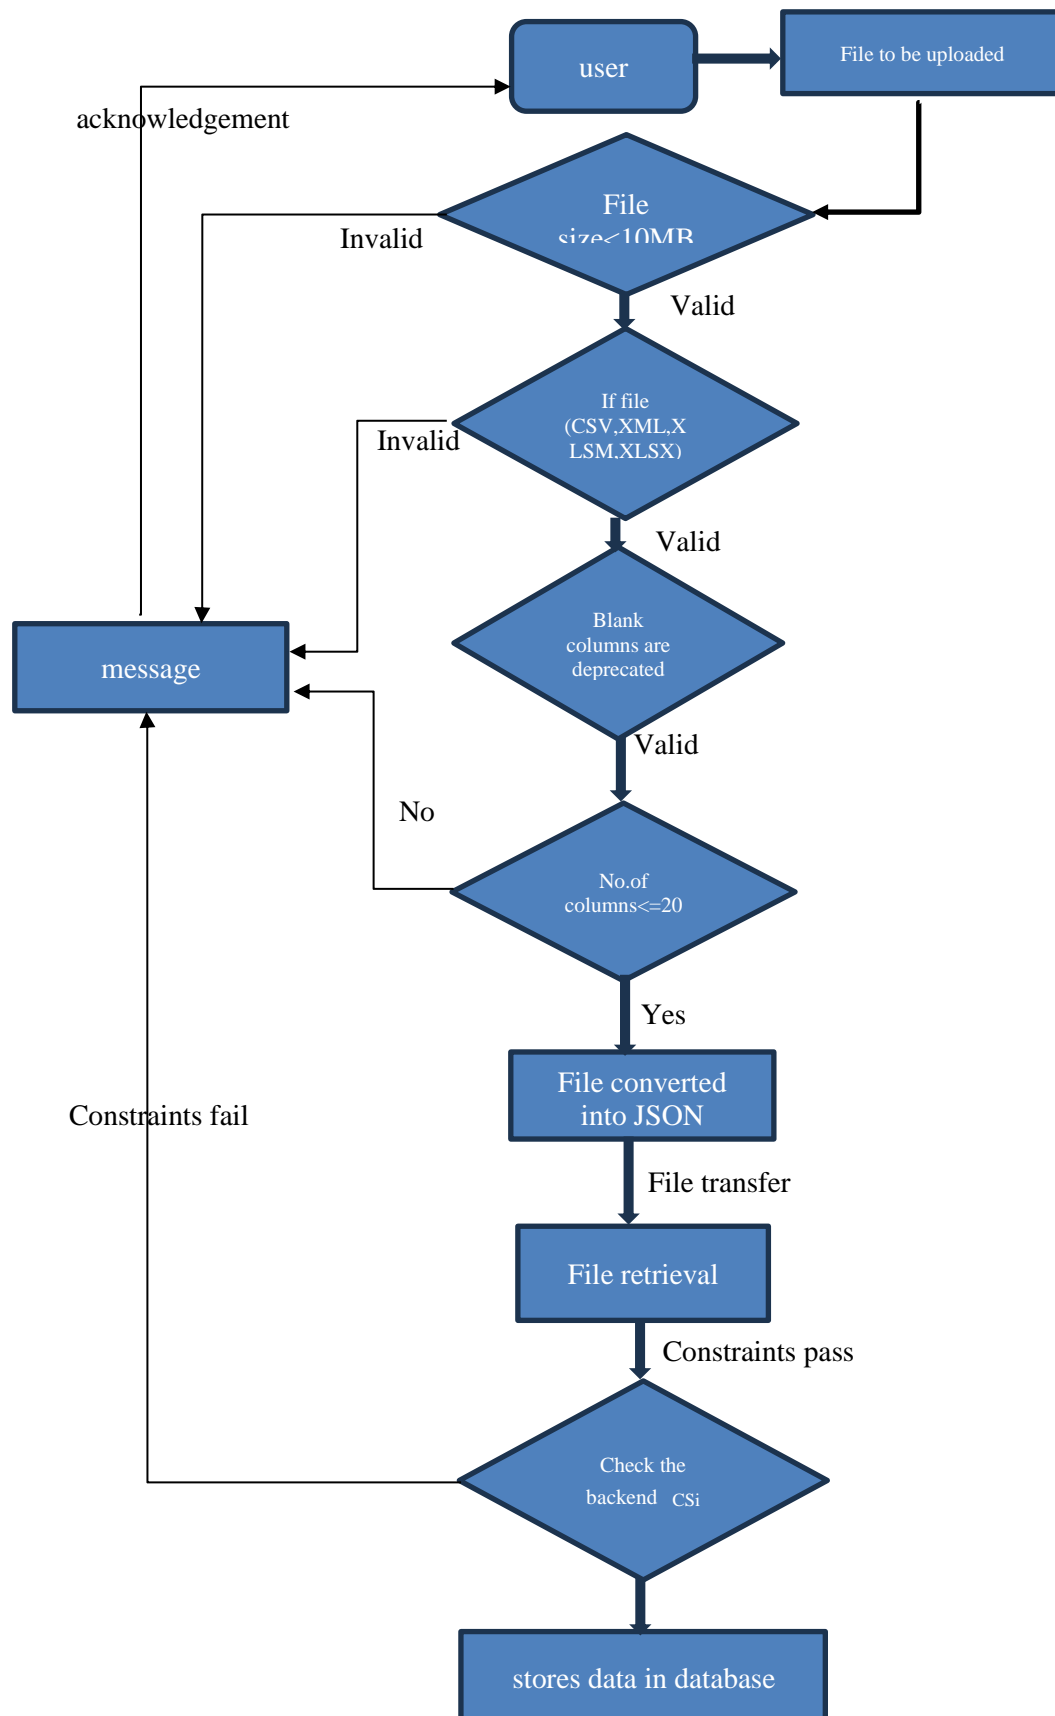 user
File to be uploaded
acknowledgement
File
size<10MB
Invalid
Valid
If file
(CSV,XML,X
LSM,XLSX)
Invalid
Valid
Blank
columns are
deprecated
message
Valid
No
No.of
columns<=20
Yes
File converted
into JSON
Constraints fail
File transfer
File retrieval
Constraints pass
Check the
backend CSi
stores data in database